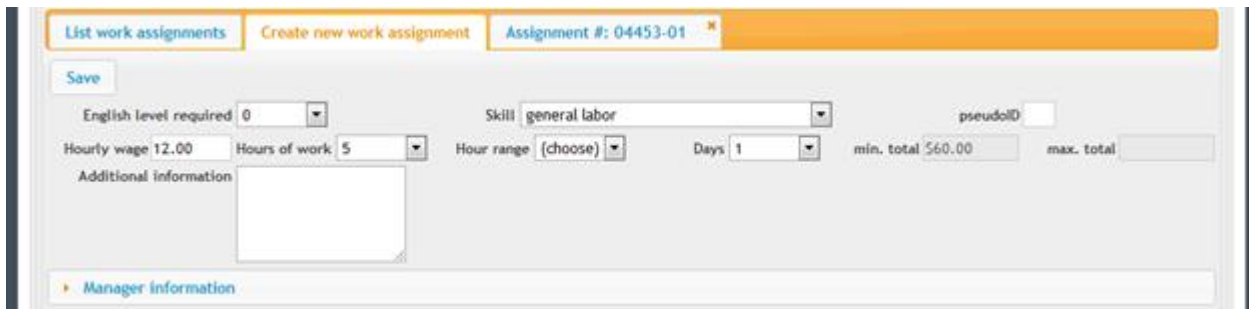 List work assignments Create new work assignment Assignment #: 04453-01
Save
English level required 0 Skill general labor pseudoID
Hourly wage 12.00 Hours of work 5 Hour range (choose) Days 1 min. total $60.00 max. total
Additional information
Manager information